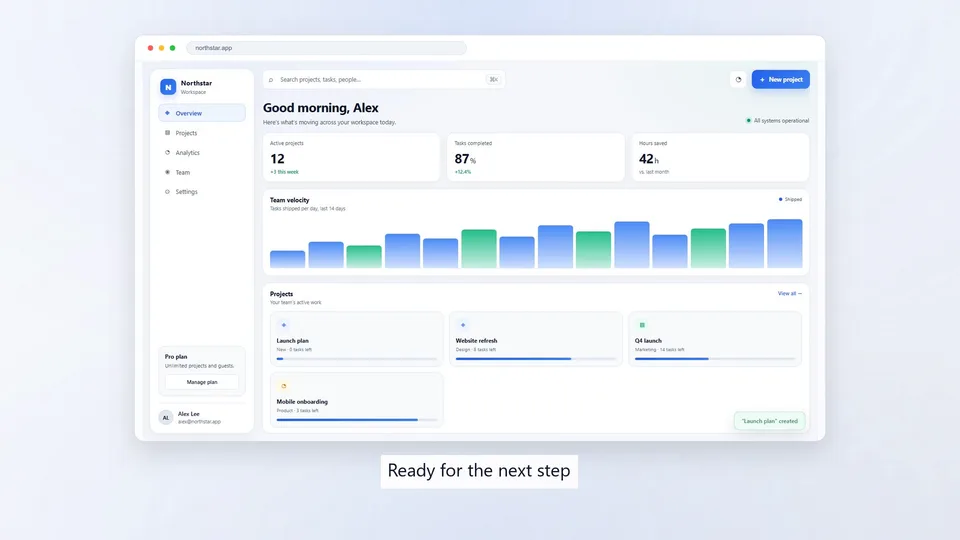 northstar.app
N
Northstar
Workspace
Overview
Projects
Analytics
Team
Settings
Pro plan
Unlimited projects and guests.
Manage plan
AL
Alex Lee
alex@northstar.app
Search projects, tasks, people...
⌘K
+ New project
Good morning, Alex
Here's what's moving across your workspace today.
All systems operational
Active projects
12
+3 this week
Tasks completed
87%
+12.4%
Hours saved
42h
vs. last month
Team velocity
Tasks shipped per day, last 14 days
Shipped
Projects
Your team's active work
View all
Launch plan
New · 0 tasks left
Website refresh
Design · 8 tasks left
Q4 launch
Marketing · 14 tasks left
Mobile onboarding
Product · 3 tasks left
"Launch plan" created
Ready for the next step